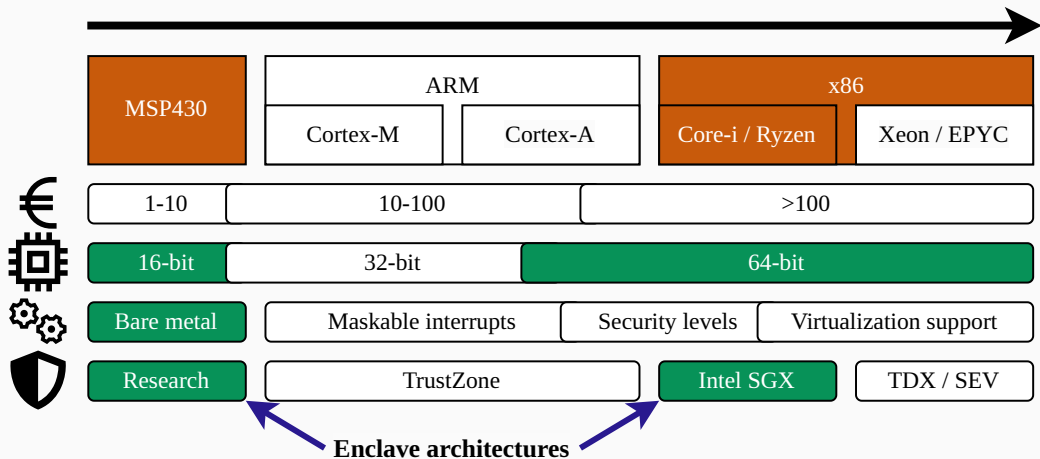 MSP430
ARM
x86
Cortex-M
Cortex-A
Core-i / Ryzen
Xeon / EPYC
€
1-10
10-100
>100
16-bit
32-bit
64-bit
Bare metal
Maskable interrupts
Security levels
Virtualization support
Research
TrustZone
Intel SGX
TDX / SEV
Enclave architectures